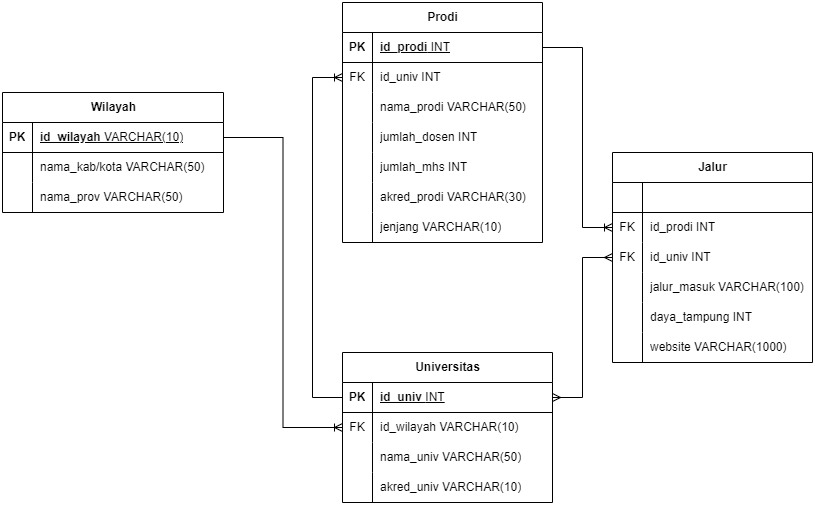 Prodi
PK id_prodi INT
FK id_univ INT
nama_prodi VARCHAR(50)
jumlah_dosen INT
jumlah_mhs INT
akred_prodi VARCHAR(30)
jenjang VARCHAR(10)
Wilayah
PK id_wilayah VARCHAR(10)
nama_kab/kota VARCHAR(50)
nama_prov VARCHAR(50)
Jalur
FK id_prodi INT
FK id_univ INT
jalur_masuk VARCHAR(100)
daya_tampung INT
website VARCHAR(1000)
Universitas
PK id_univ INT
FK id_wilayah VARCHAR(10)
nama_univ VARCHAR(50)
akred_univ VARCHAR(10)